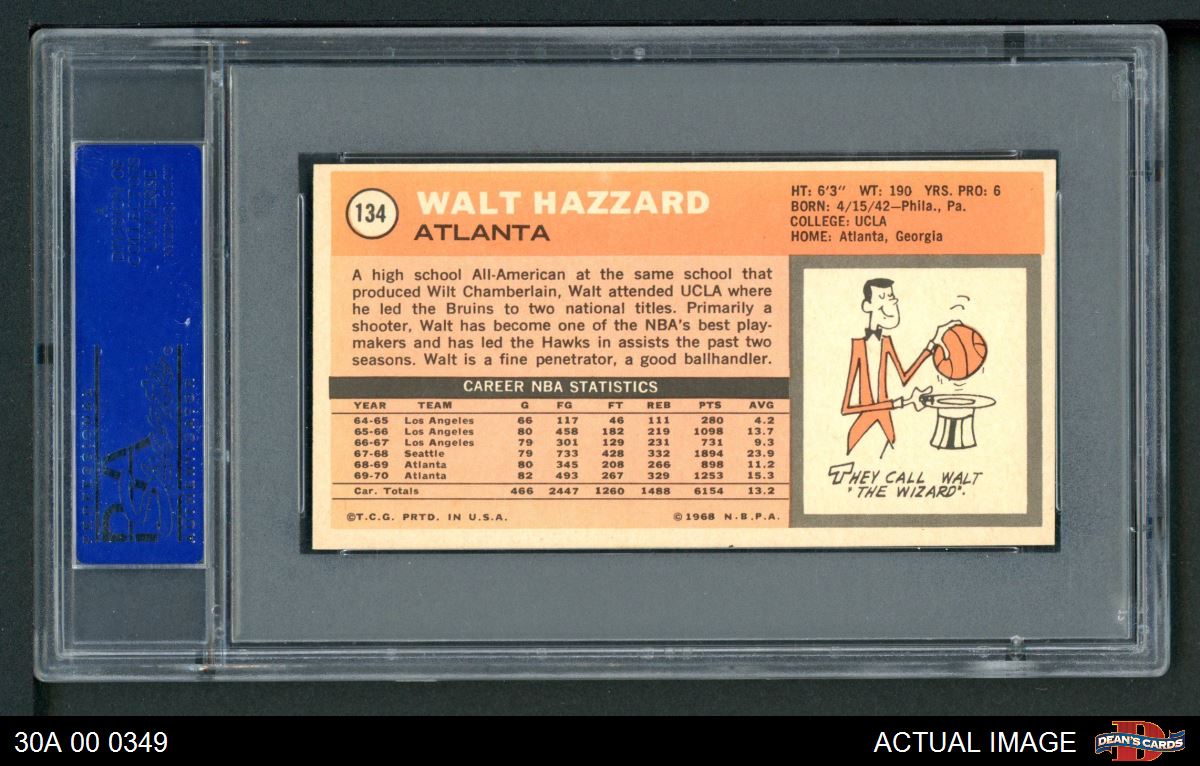 134
WALT HAZZARD
ATLANTA
HT: 6'3" WT: 190 YRS. PRO: 6
BORN: 4/15/42—Phila., Pa.
COLLEGE: UCLA
HOME: Atlanta, Georgia
A high school All-American at the same school that
produced Wilt Chamberlain, Walt attended UCLA where
he led the Bruins to two national titles. Primarily a
shooter, Walt has become one of the NBA's best play-
makers and has led the Hawks in assists the past two
seasons. Walt is a fine penetrator, a good ballhandler.
CAREER NBA STATISTICS
YEAR TEAM G FG FT REB PTS AVG
64-65 Los Angeles 66 117 46 111 280 4.2
65-66 Los Angeles 80 458 182 219 1098 13.7
66-67 Los Angeles 79 301 129 231 731 9.3
67-68 Seattle 79 733 428 332 1894 23.9
68-69 Atlanta 80 345 208 266 898 11.2
69-70 Atlanta 82 493 267 329 1253 15.3
Car. Totals 466 2447 1260 1488 6154 13.2
©T.C.G. PRTD. IN U.S.A. ©1968 N.B.P.A.
THEY CALL WALT
"THE WIZARD".
PSA
A DIVISION OF
COLLECTORS
UNIVERSE
30A 00 0349
ACTUAL IMAGE
DEAN'S CARDS